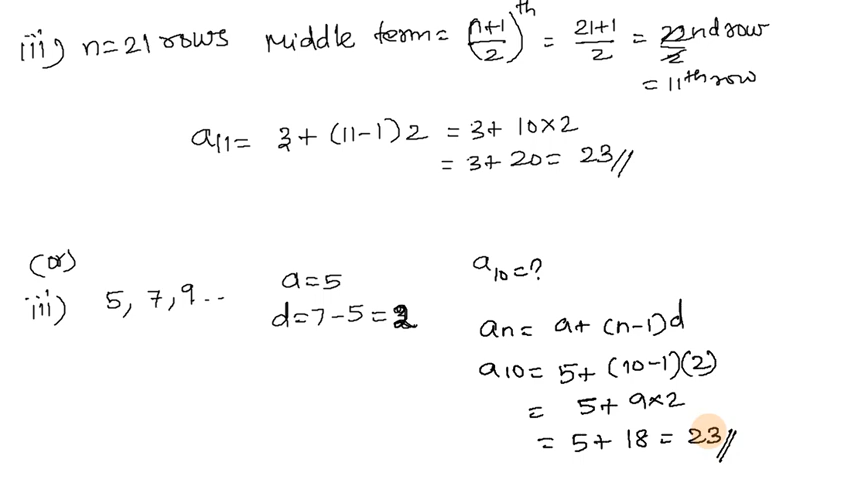 iii) n=21 rows Middle term = (n+1/2)th = 21+1/2 = 22/2 nd row
= 11th row
a11 = 3+(11-1)2 = 3+10×2
= 3+20 = 23//
(or)
iii) 5, 7, 9 ..
a=5
d=7-5=2
a10=?
an = a+(n-1)d
a10 = 5+(10-1)(2)
= 5+9×2
= 5+18 = 23//